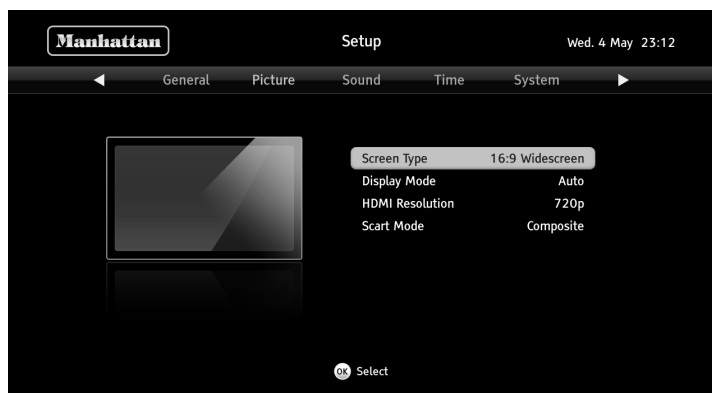 Manhattan Setup Wed. 4 May 23:12
General Picture Sound Time System
Screen Type 16:9 Widescreen
Display Mode Auto
HDMI Resolution 720p
Scart Mode Composite
OK Select